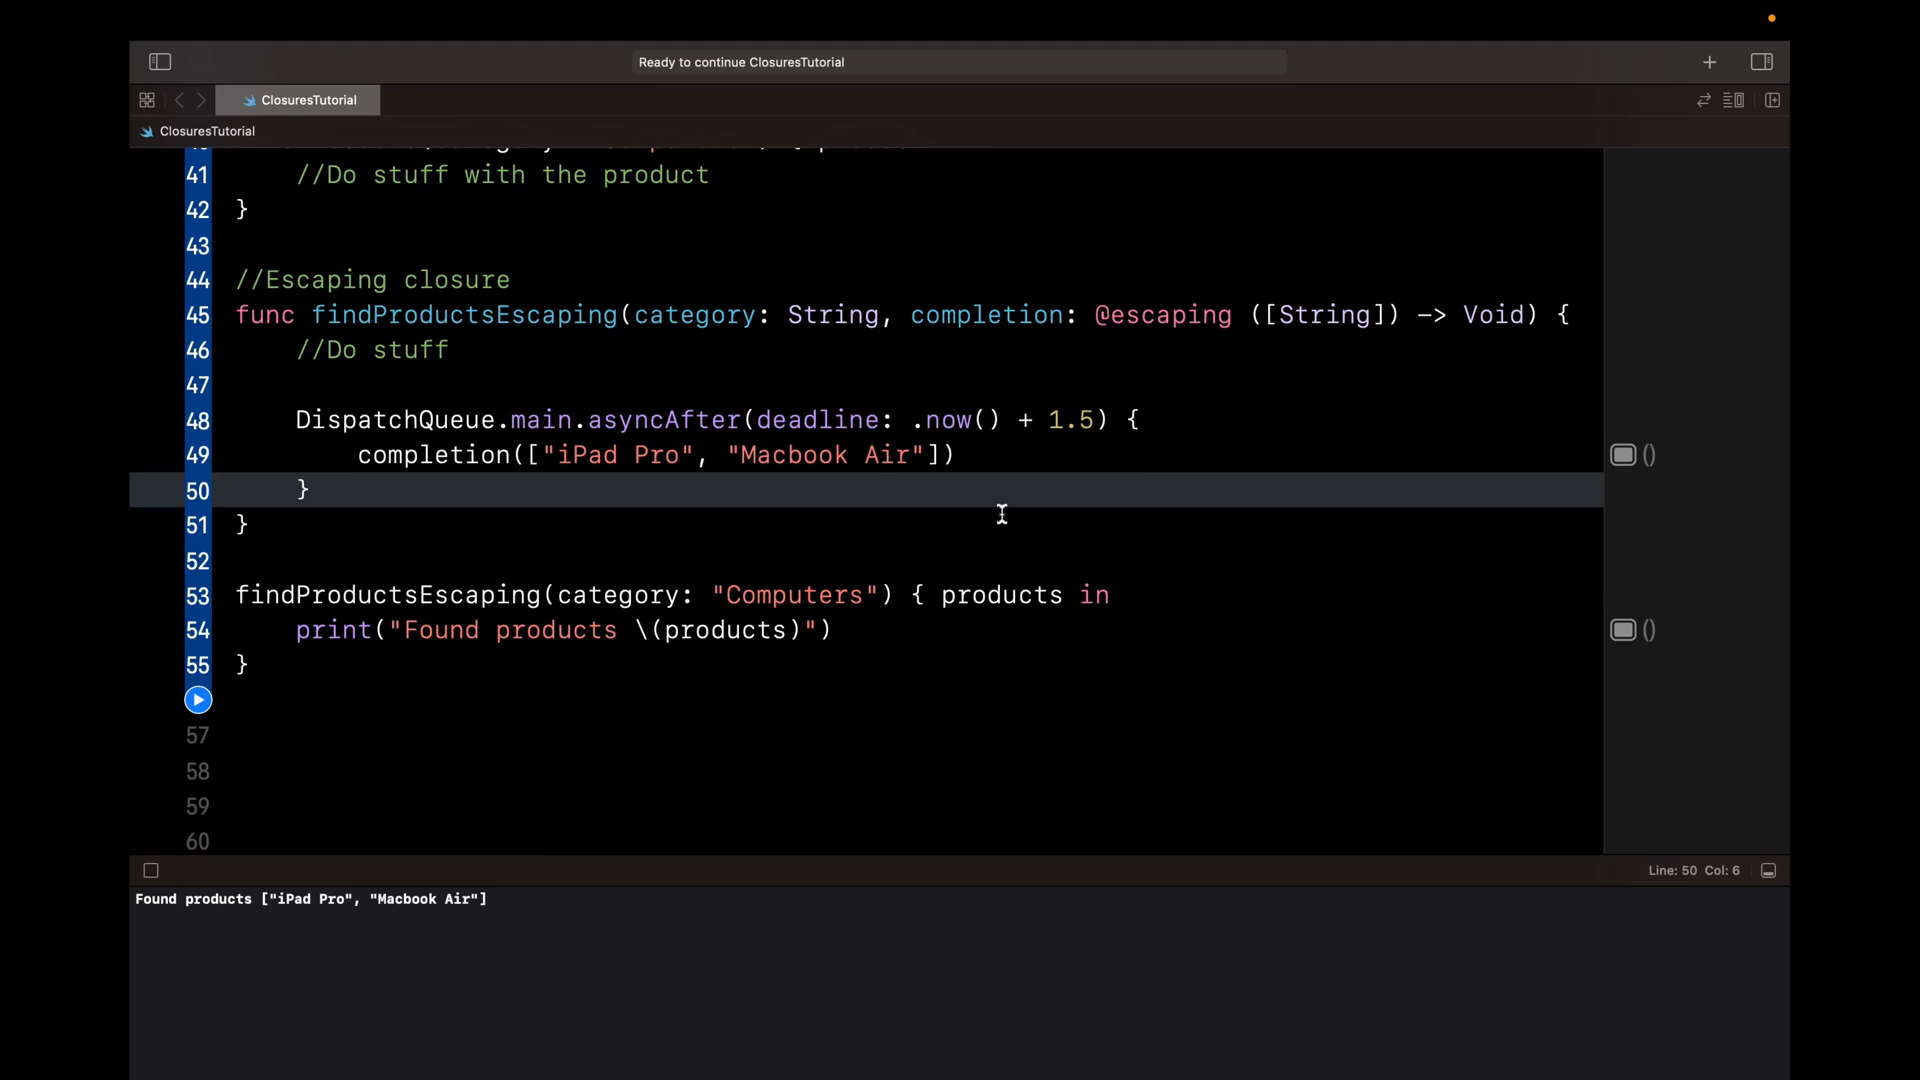 Ready to continue ClosuresTutorial
ClosuresTutorial
ClosuresTutorial
41 //Do stuff with the product
42 }
43
44 //Escaping closure
45 func findProductsEscaping(category: String, completion: @escaping ([String]) -> Void) {
46 //Do stuff
47
48 DispatchQueue.main.asyncAfter(deadline: .now() + 1.5) {
49 completion(["iPad Pro", "Macbook Air"]) ()
50 }
51 }
52
53 findProductsEscaping(category: "Computers") { products in
54 print("Found products \(products)") ()
55 }
57
58
59
60
Line: 50 Col: 6
Found products ["iPad Pro", "Macbook Air"]